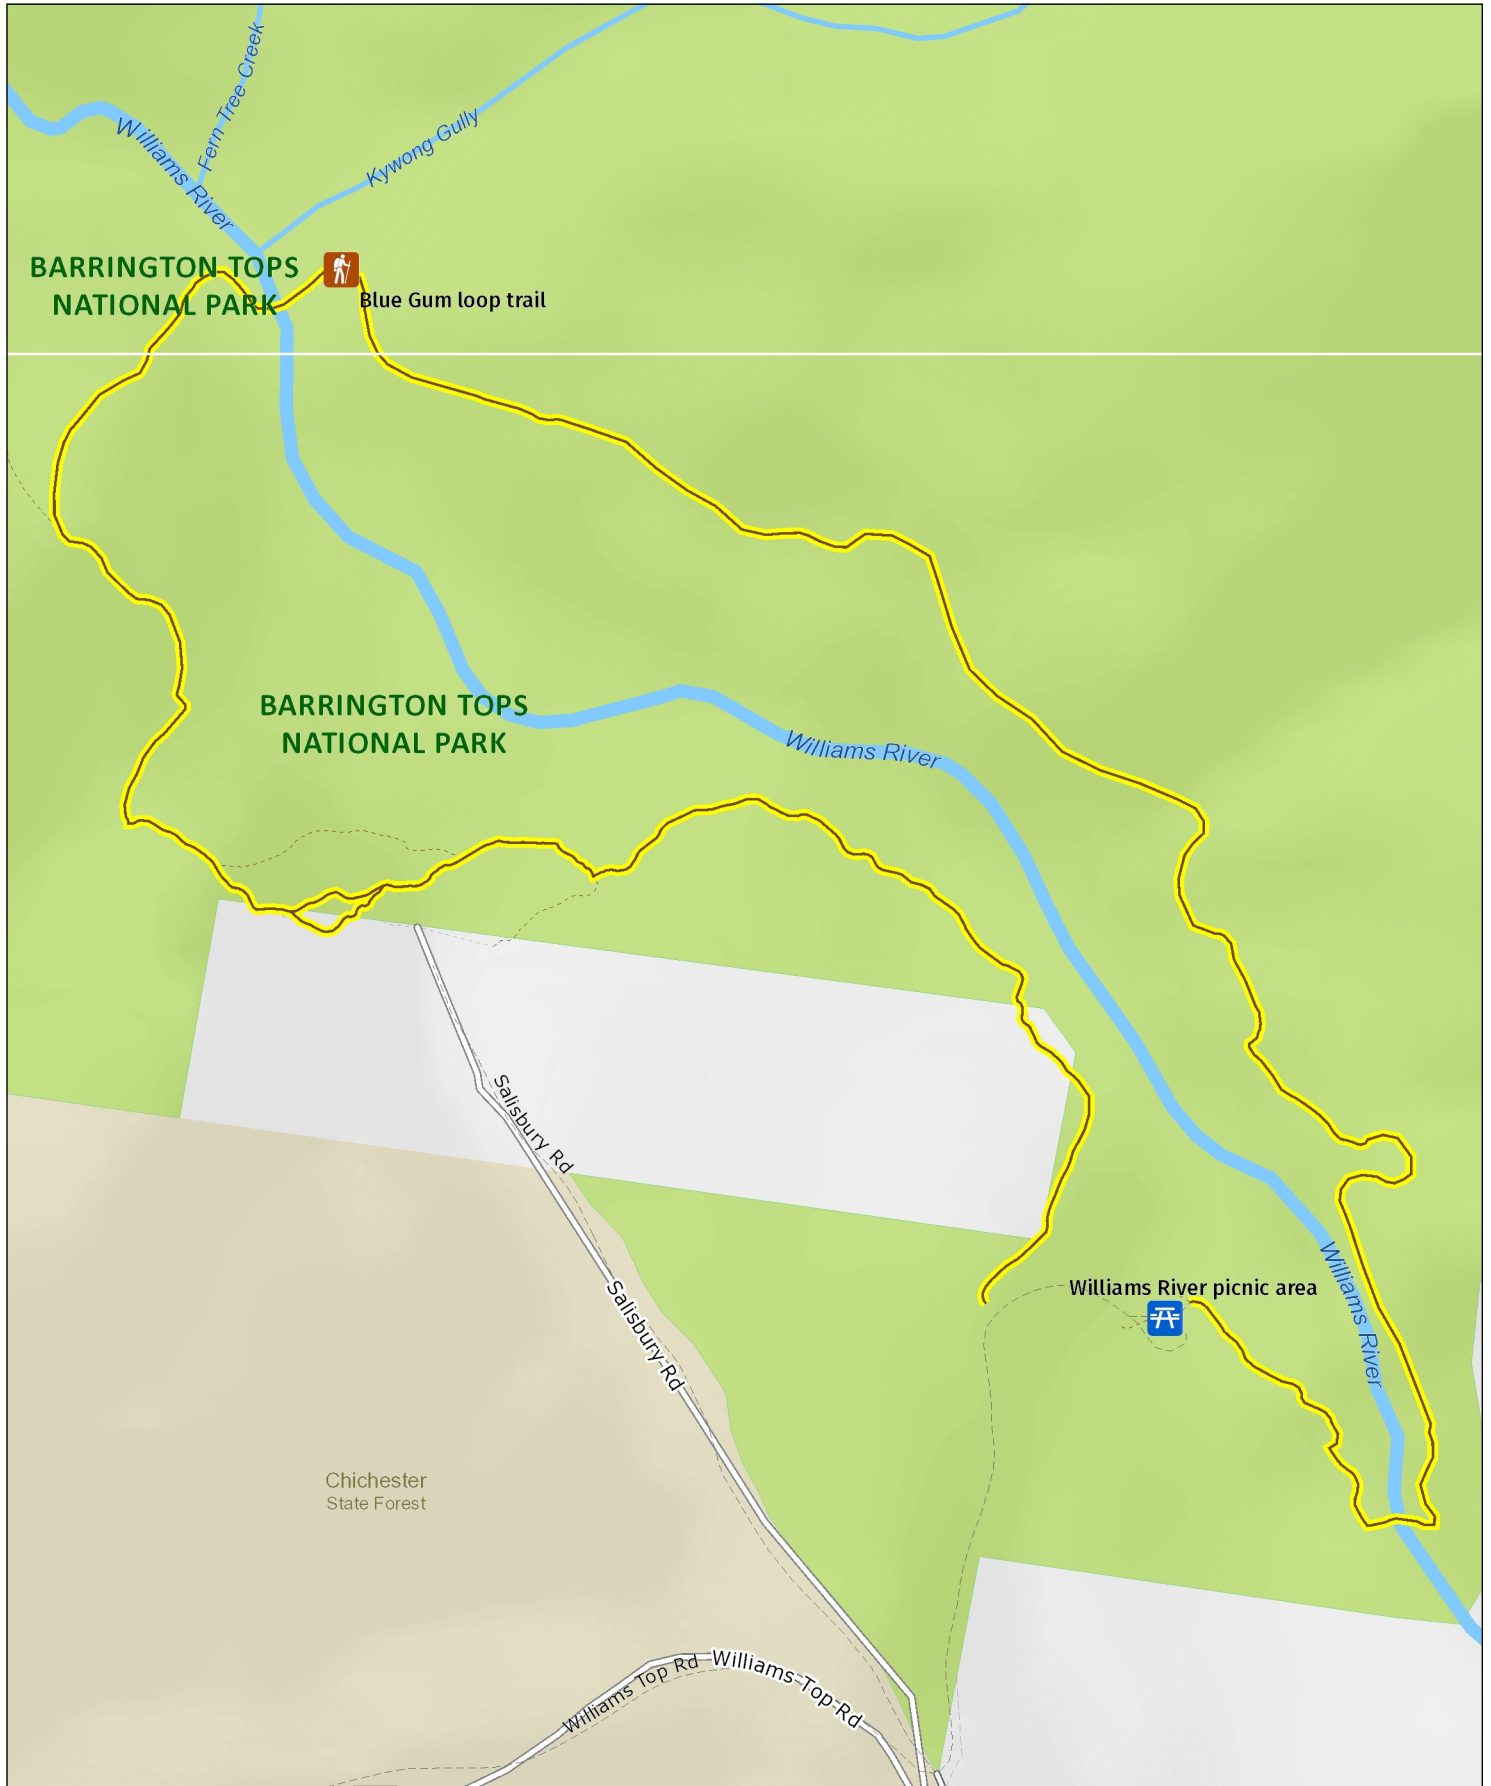 Fern Tree Creek
Williams River
Kywong Gully
BARRINGTON TOPS
NATIONAL PARK
Blue Gum loop trail
BARRINGTON TOPS
NATIONAL PARK
Williams River
Salisbury Rd
Williams River
Williams River picnic area
Salisbury Rd
Chichester
State Forest
Williams Top Rd
Williams Top Rd